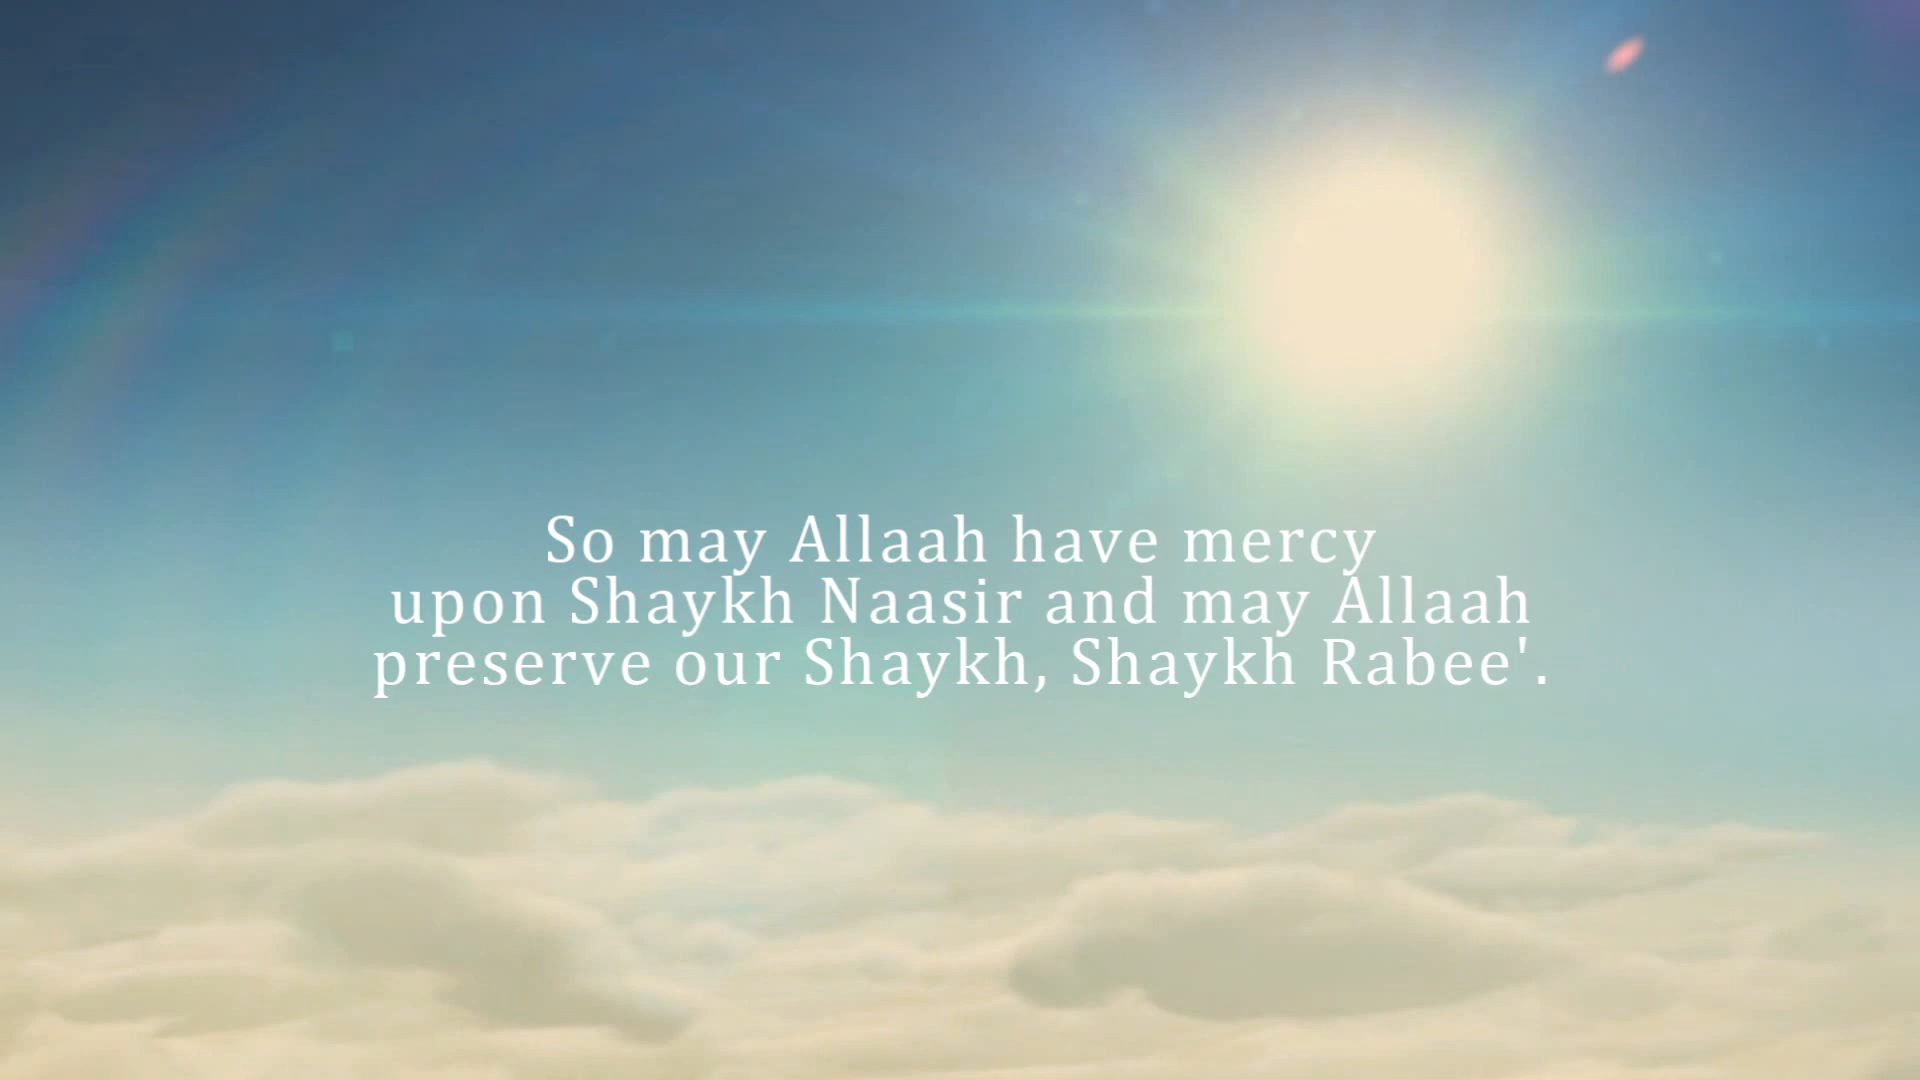 So may Allaah have mercy
upon Shaykh Naasir and may Allaah
preserve our Shaykh, Shaykh Rabee'.